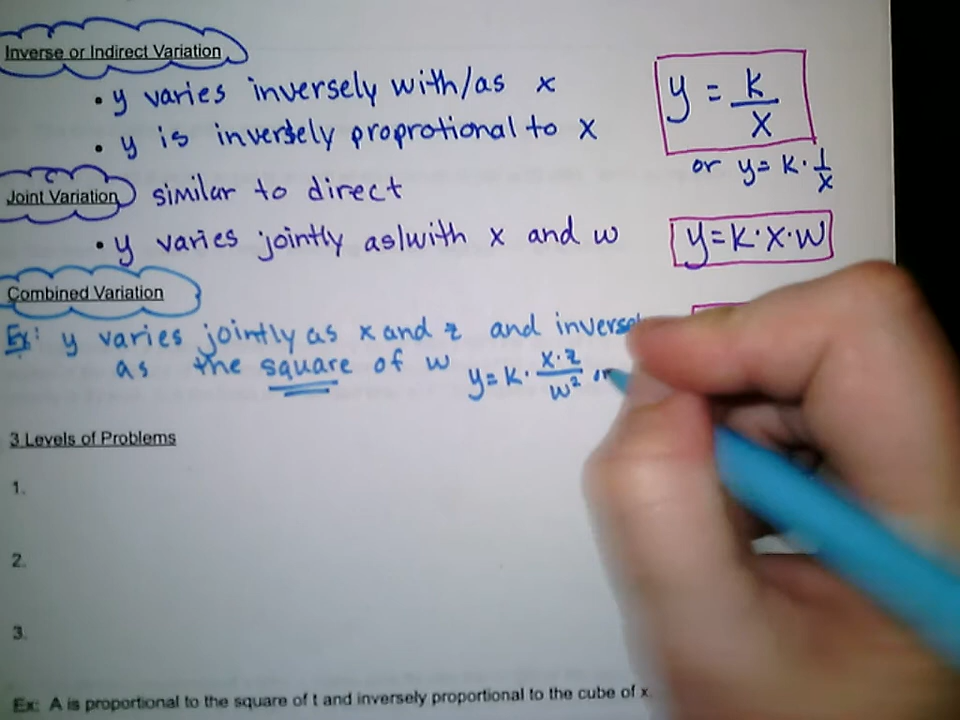 Inverse or Indirect Variation
• y varies inversely with/as x
y = k/x
• y is inversely proprotional to x
or y = k · 1/x
Joint Variation similar to direct
• y varies jointly as/with x and w
y = k · x · w
Combined Variation
Ex: y varies jointly as x and z and inversel
as the square of w y = k · x·z/w² or
3 Levels of Problems
1.
2.
3.
Ex: A is proportional to the square of t and inversely proportional to the cube of x.